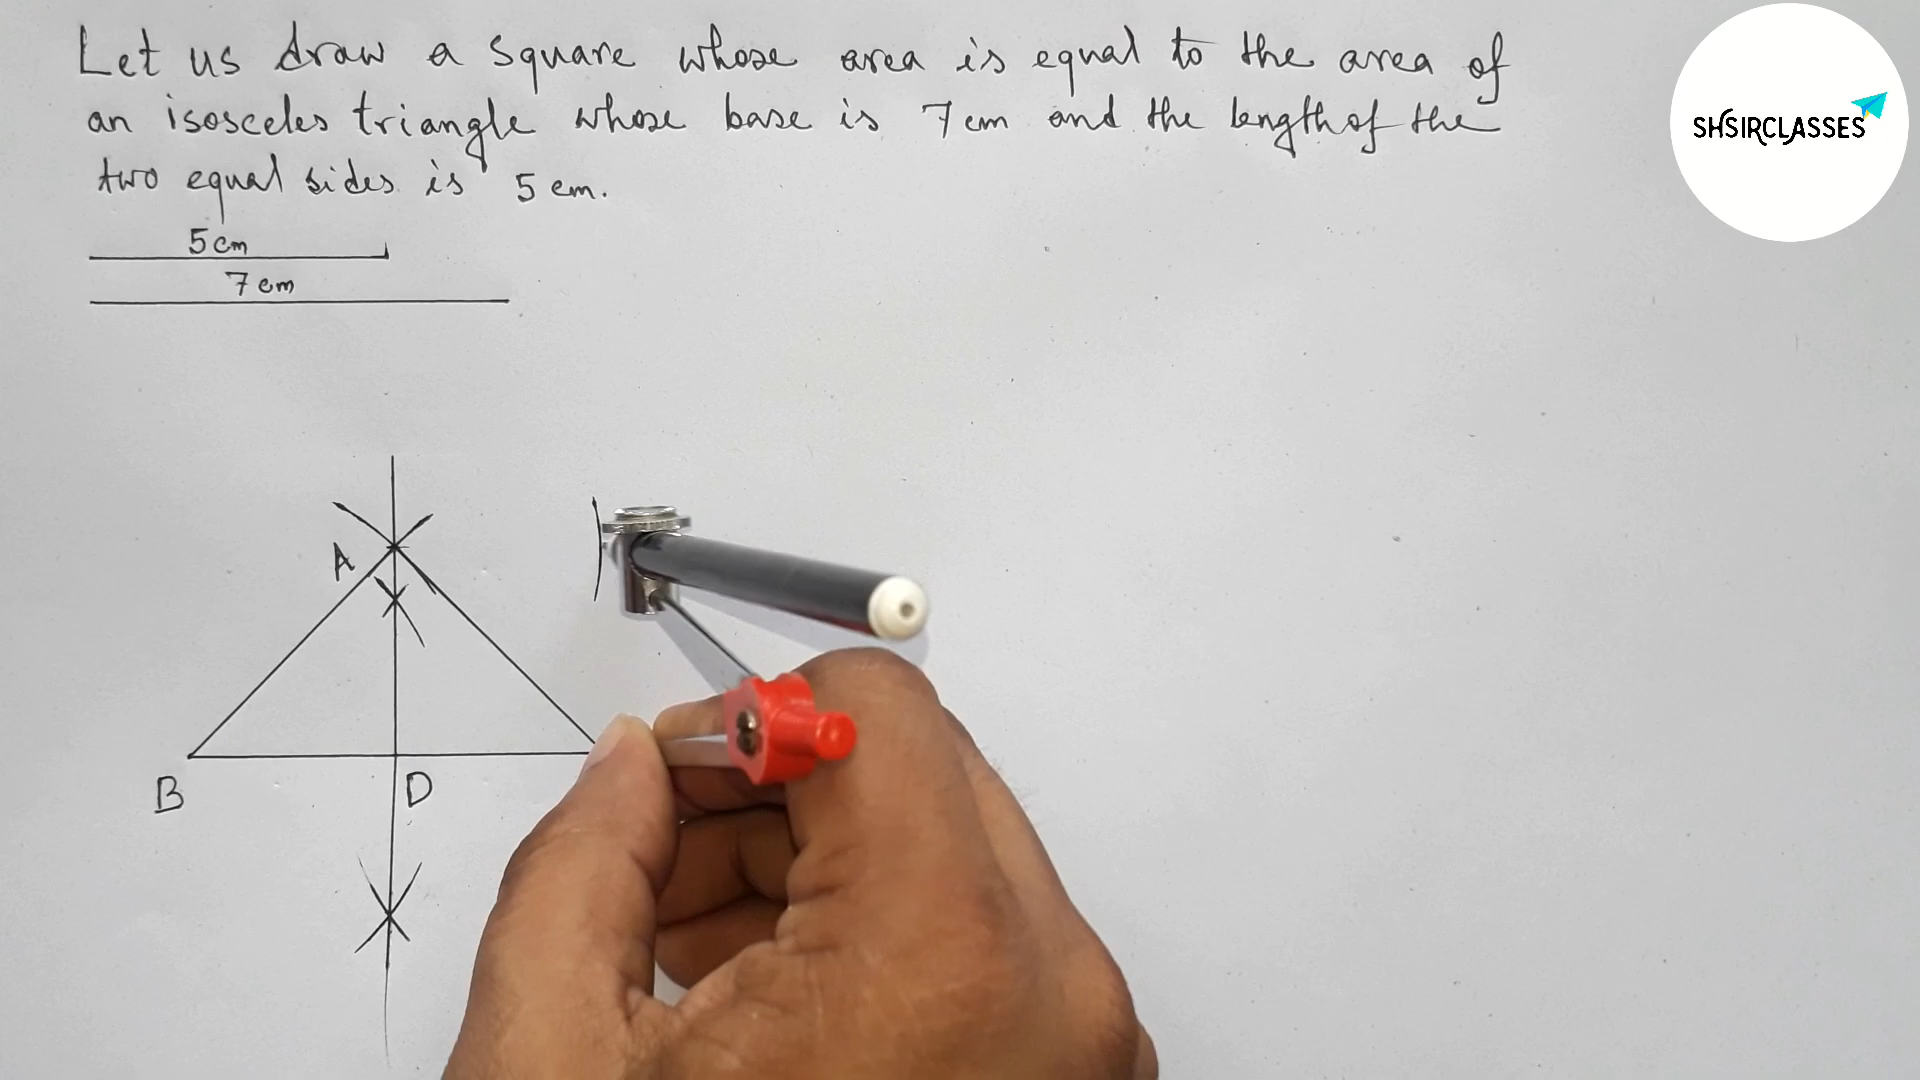 Let us draw a square whose area is equal to the area of
an isosceles triangle whose base is 7 cm and the length of the
two equal sides is 5 cm.
SHSIRCLASSES
5 cm
7 cm
A
B
D